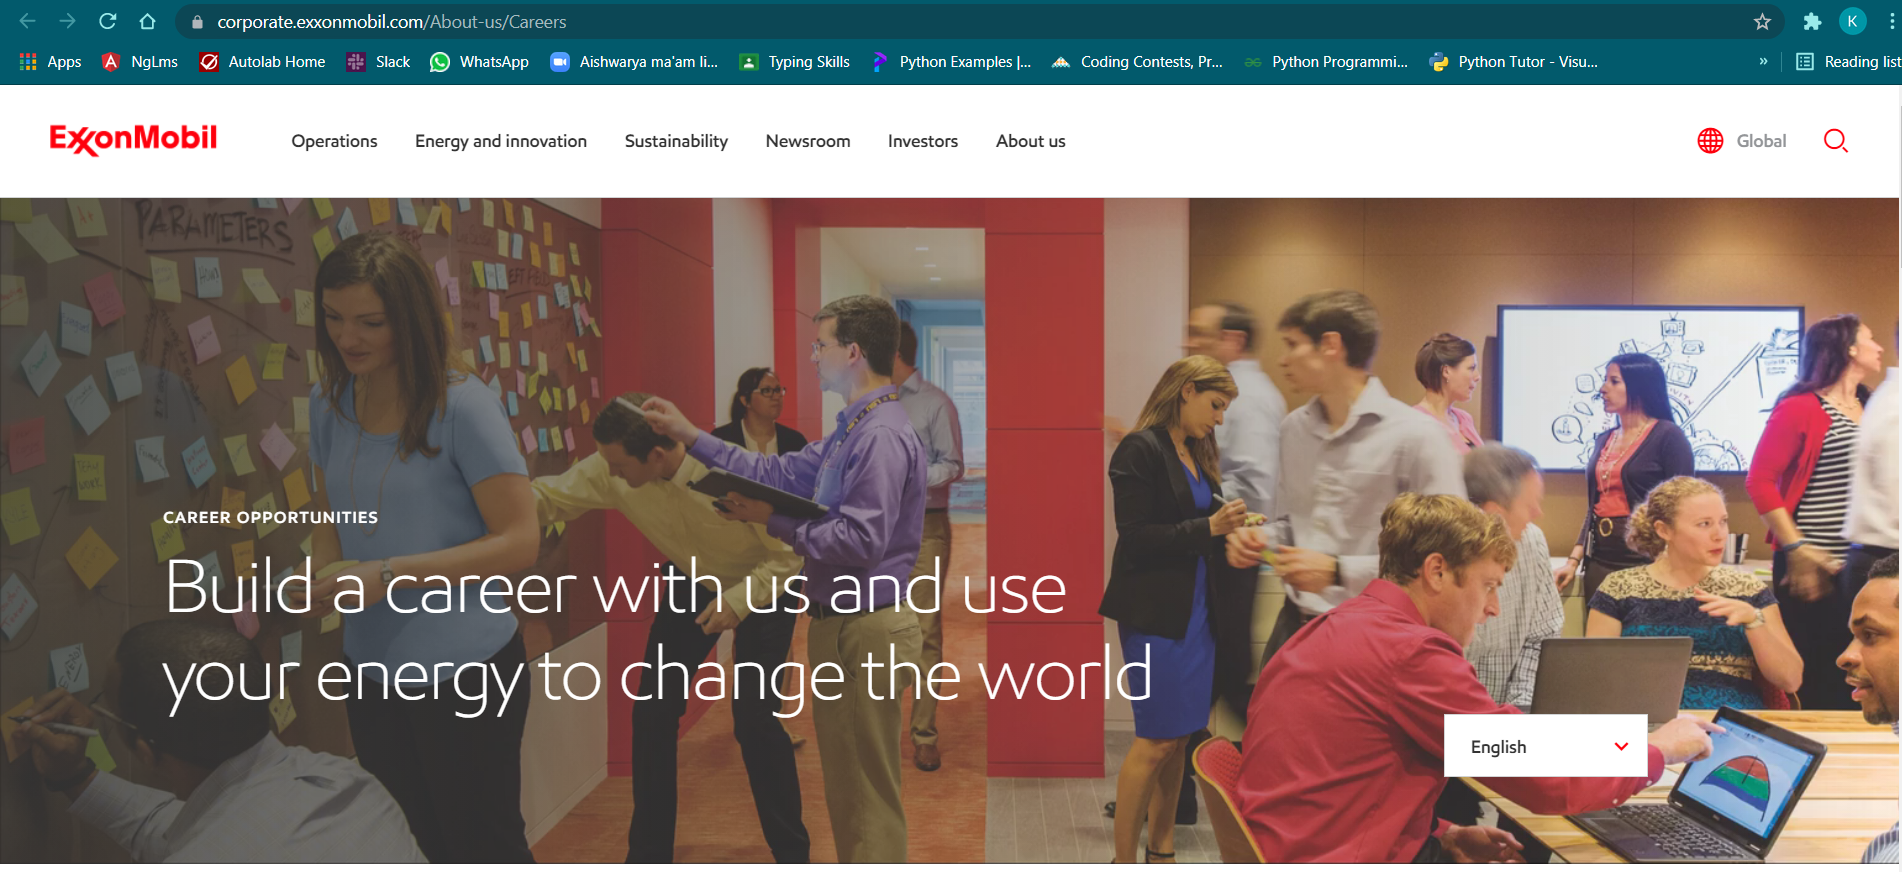 corporate.exxonmobil.com/About-us/Careers
K
Apps NgLms Autolab Home Slack WhatsApp Aishwarya ma'am li... Typing Skills Python Examples |... Coding Contests, Pr... Python Programmi... Python Tutor - Visu... » Reading list
ExxonMobil Operations Energy and innovation Sustainability Newsroom Investors About us Global
PARAMETERS
TEAM
WORK
CAREER OPPORTUNITIES
Build a career with us and use
your energy to change the world
English